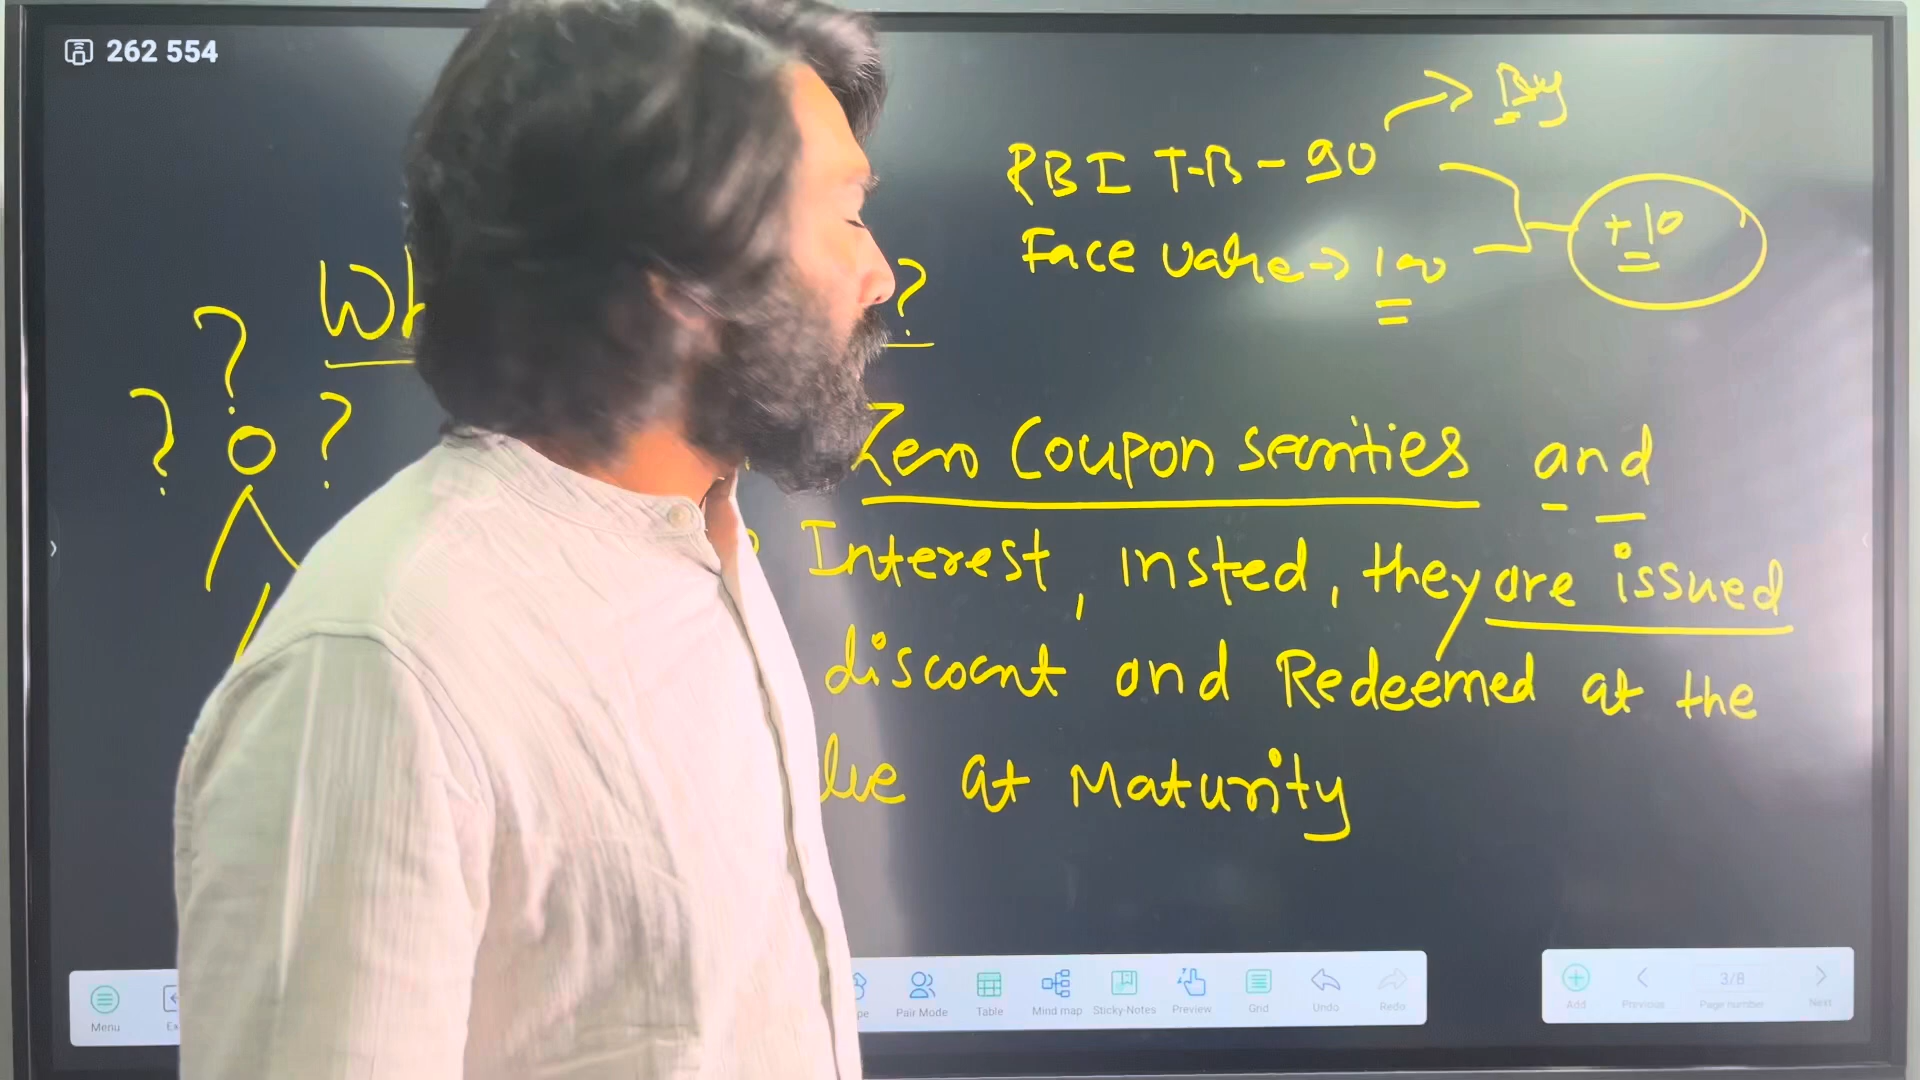 262 554
Buy
RBI T-B - 90
Face value → 100
+10
?
? ? ?
Zero Coupon securities and
Interest, insted, they are issued
discount and Redeemed at the
at Maturity
Menu Pair Mode Table Mind map Sticky-Notes Preview Grid Undo Redo Add Previous 3/8 Page number Next